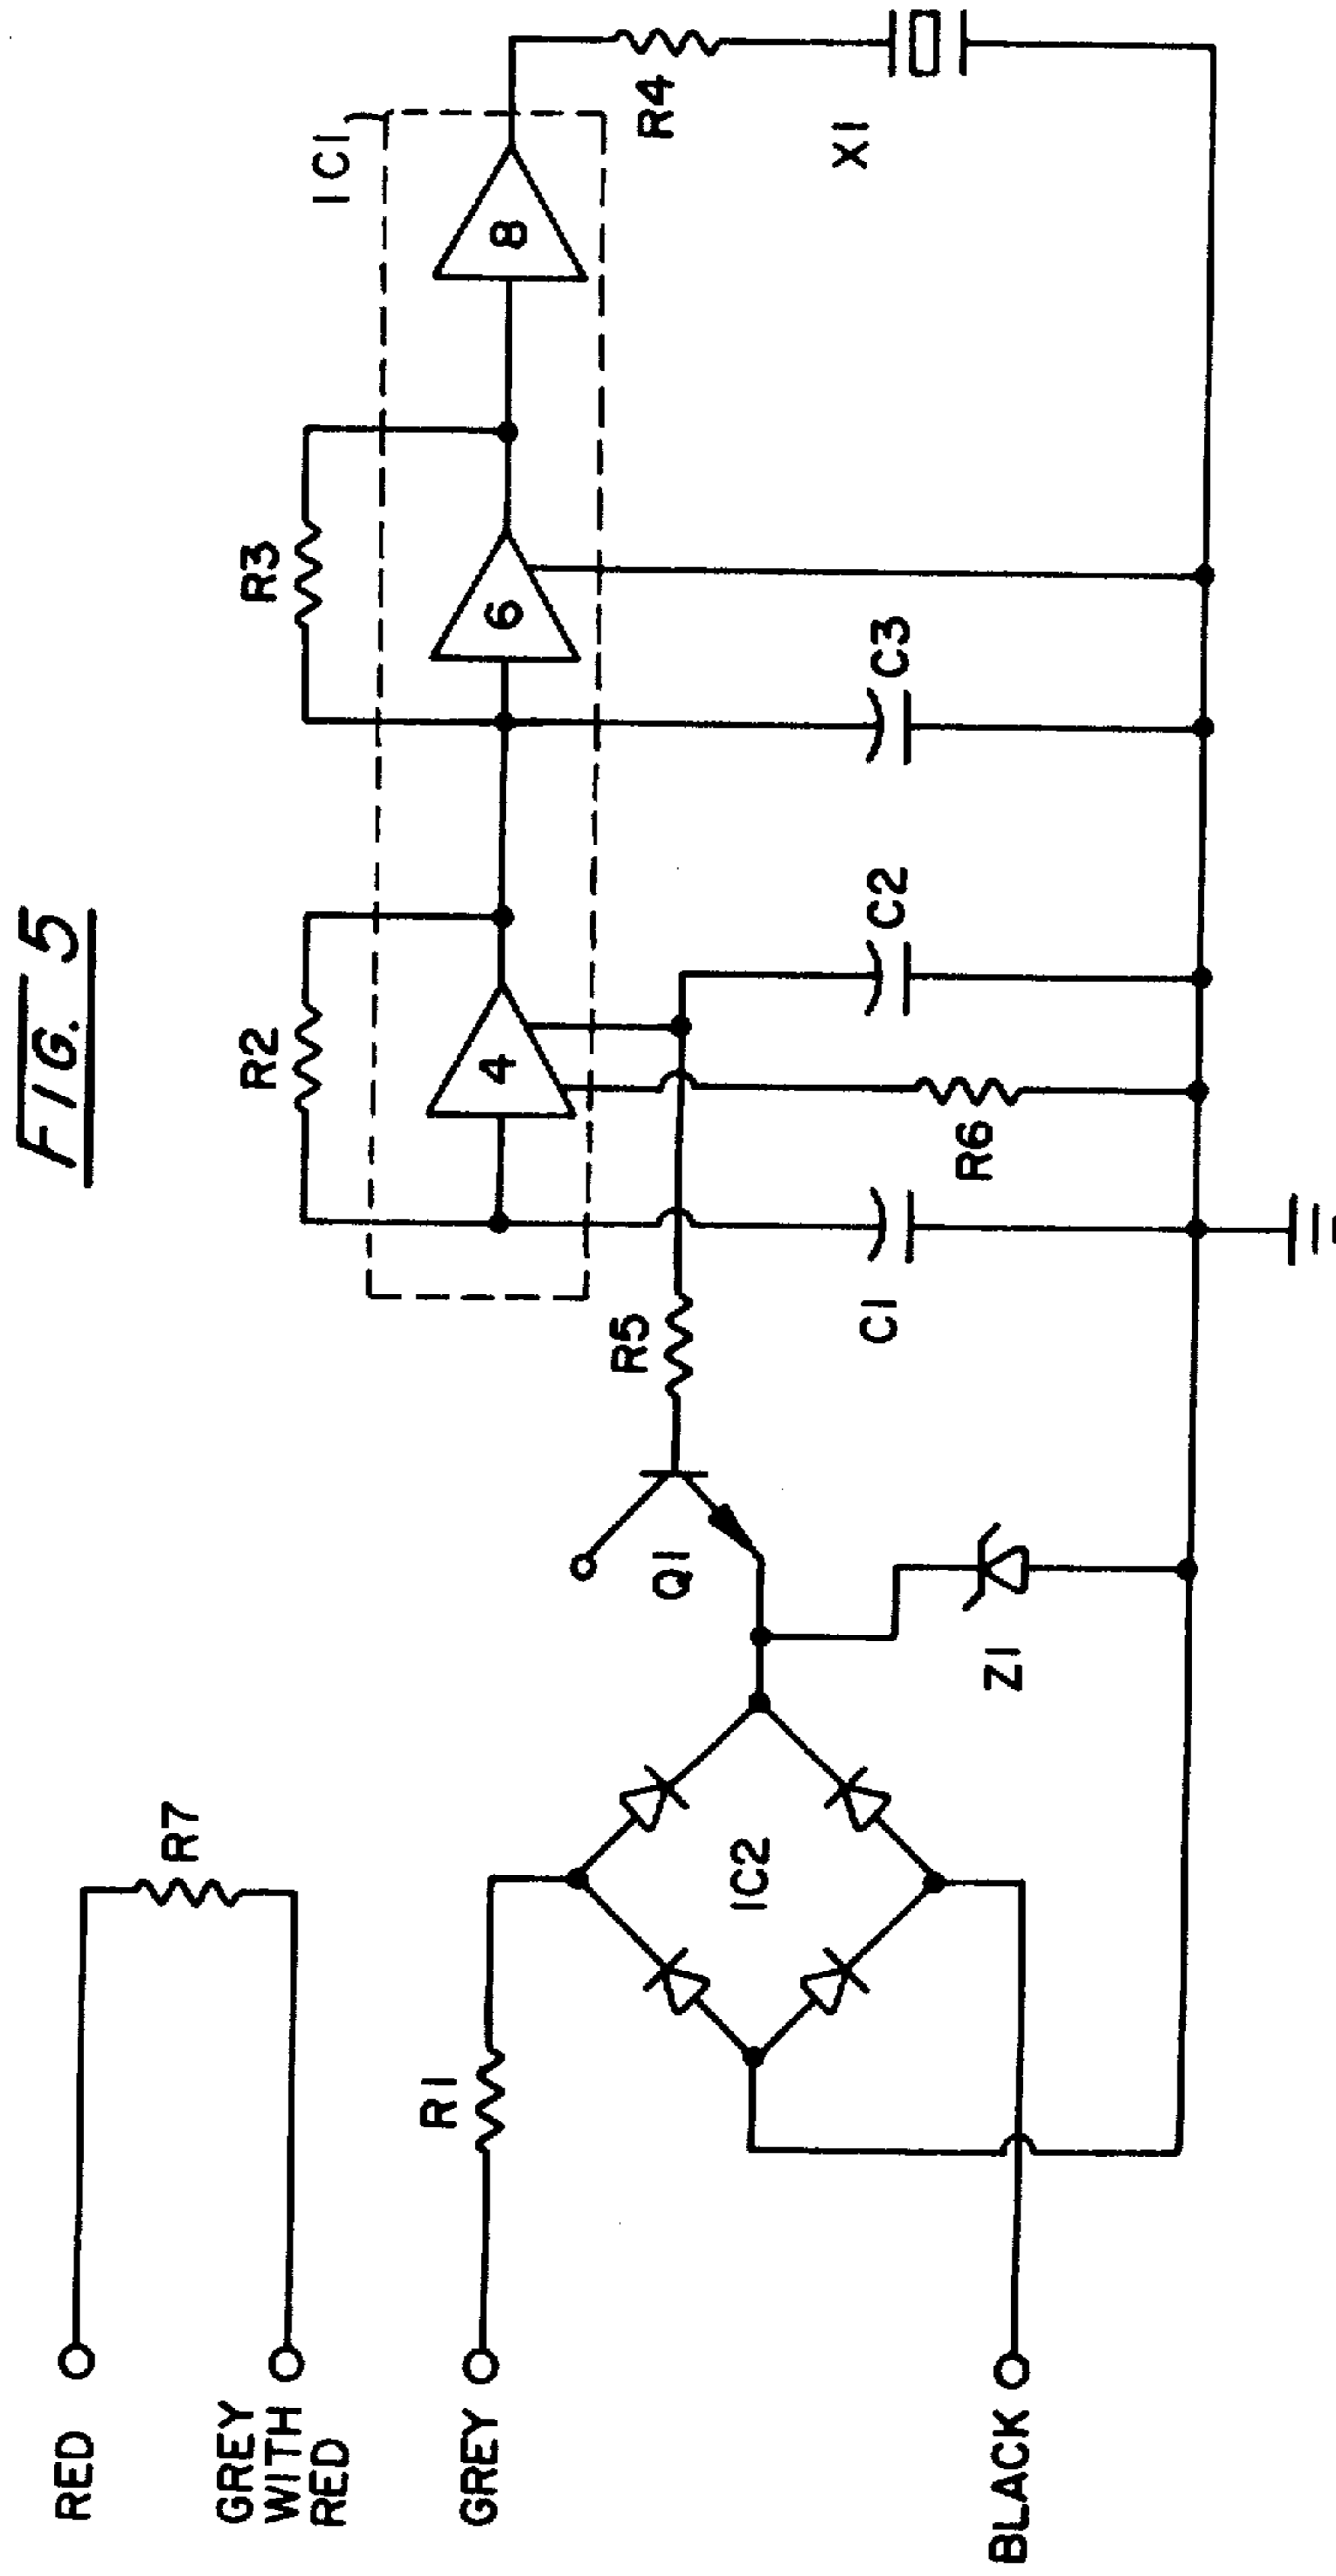 FIG. 5
RED
R7
GREY
WITH
RED
GREY
R1
BLACK
IC2
Q1
Z1
R5
C1
R6
C2
C3
R2
R3
4
6
8
IC1
R4
X1